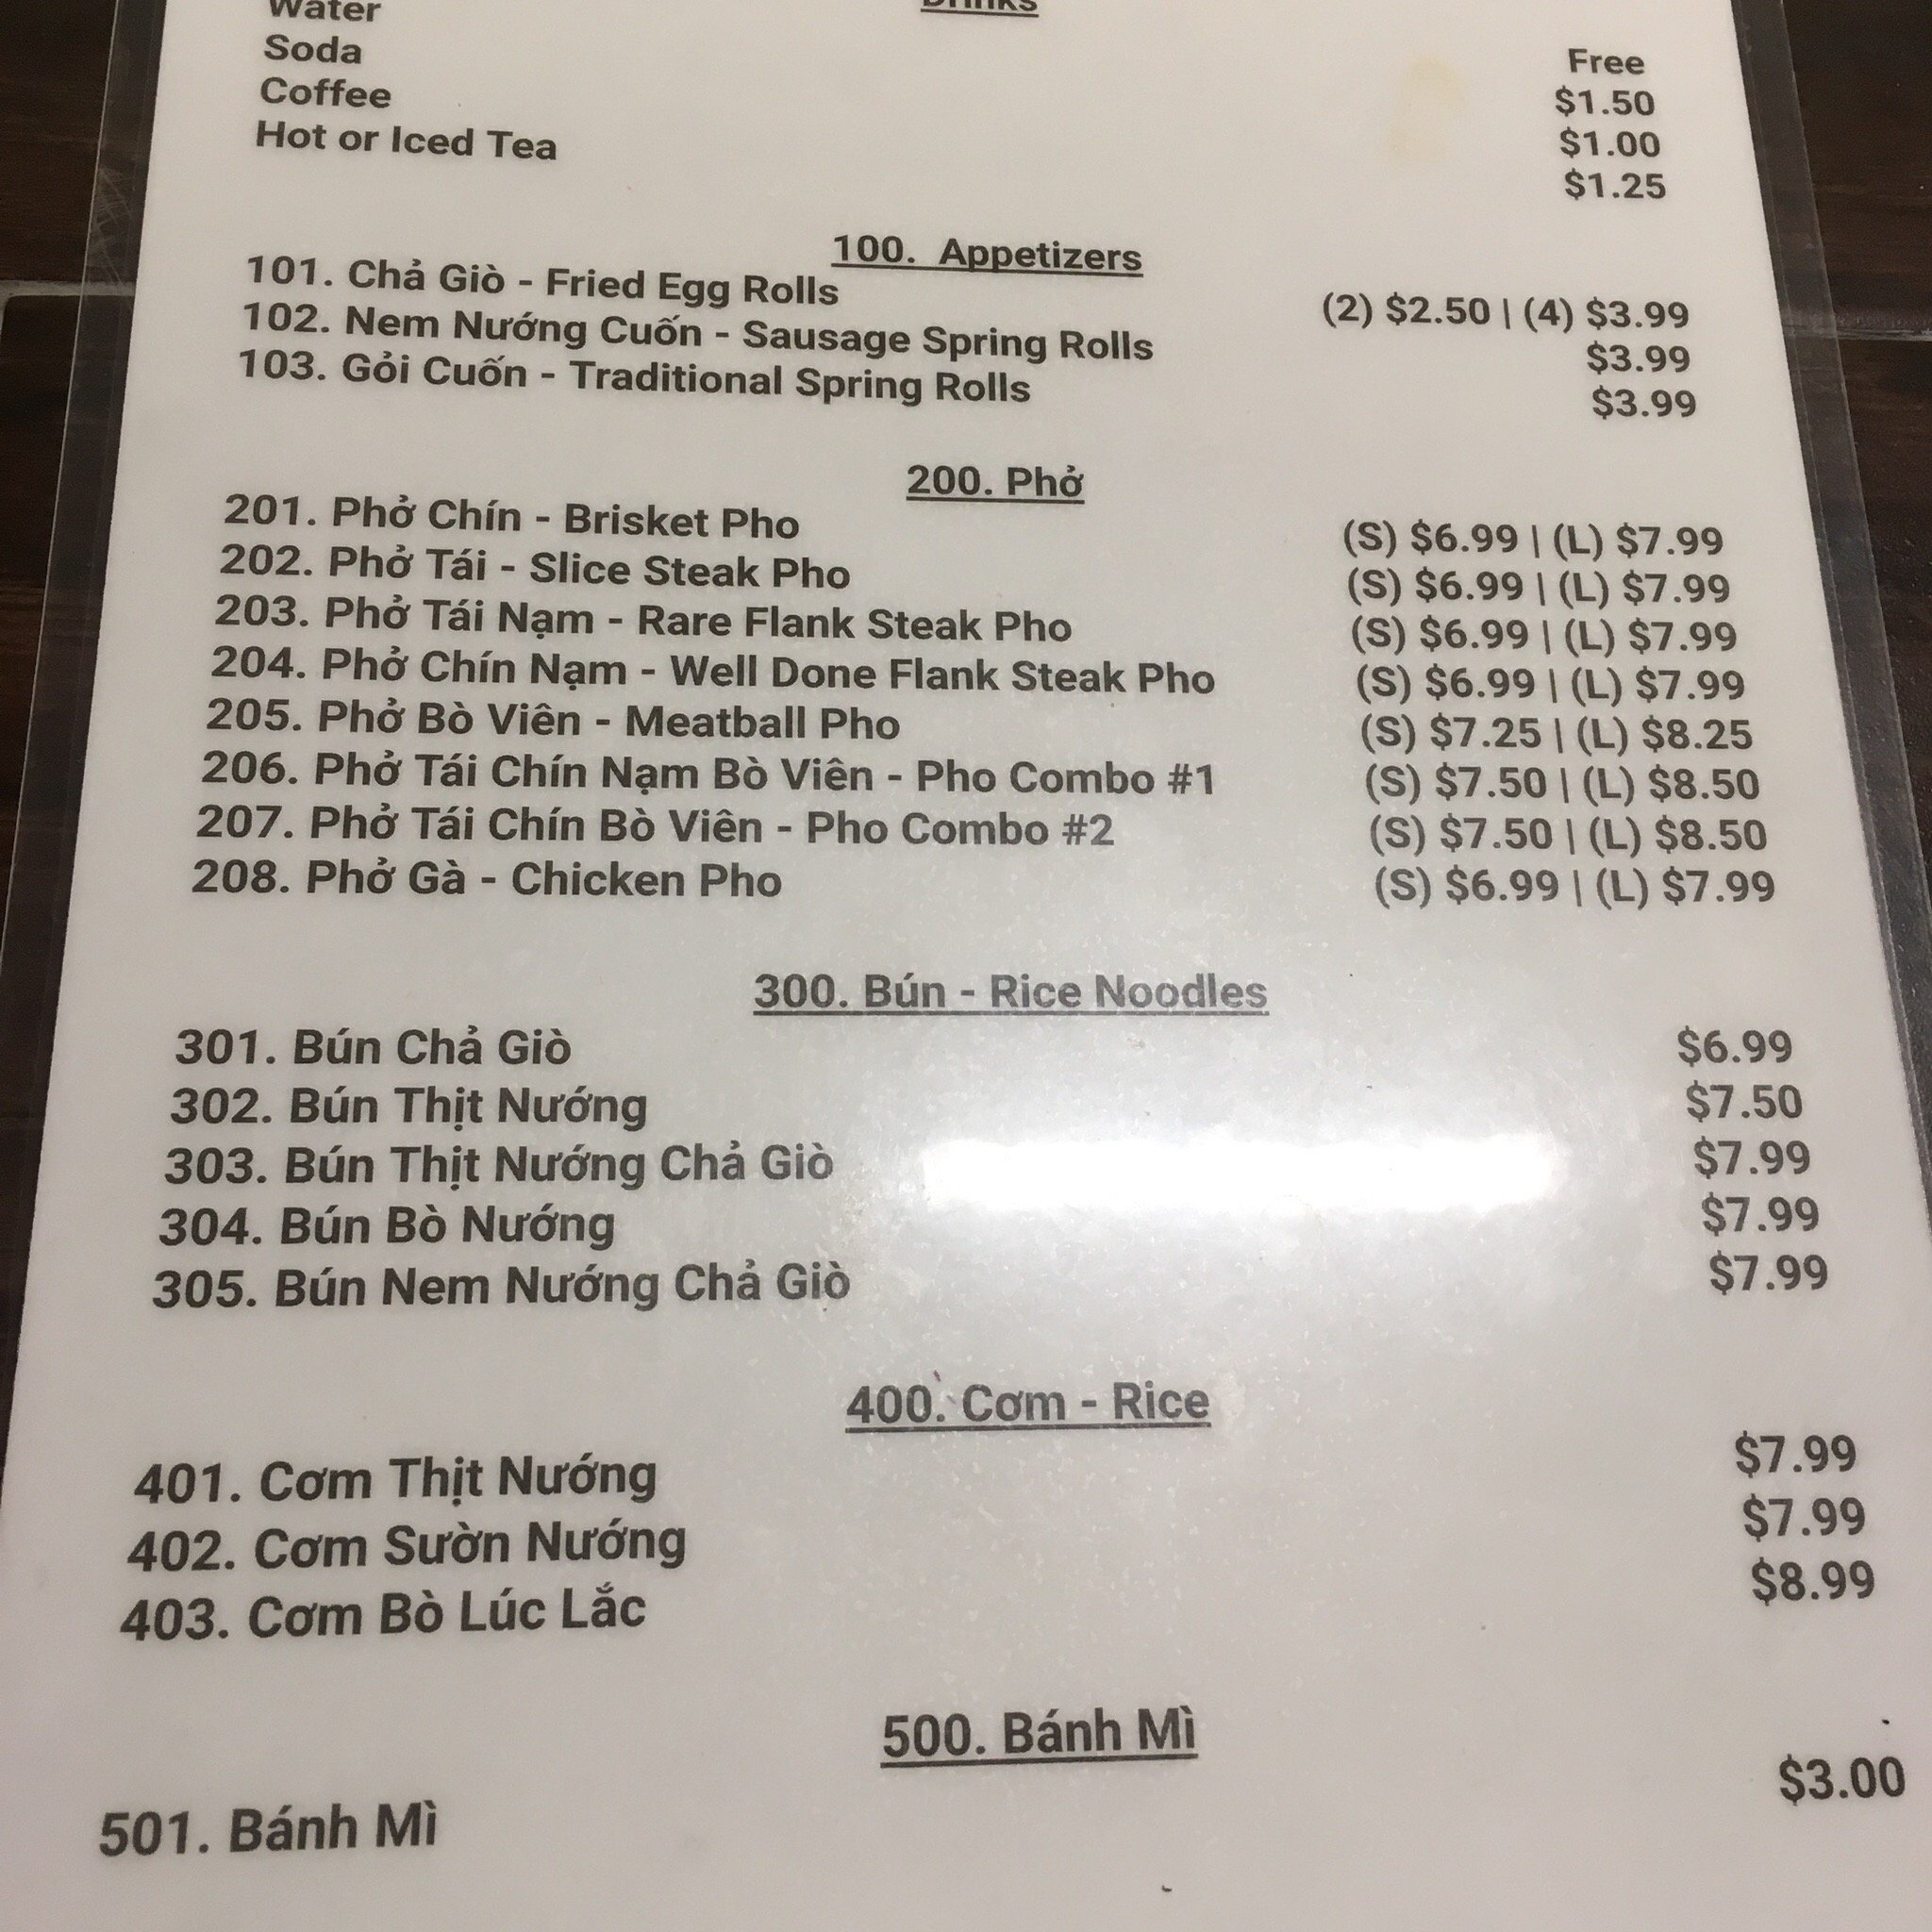 Drinks
Water Free
Soda $1.50
Coffee $1.00
Hot or Iced Tea $1.25
100. Appetizers
101. Chả Giò - Fried Egg Rolls (2) $2.50 | (4) $3.99
102. Nem Nướng Cuốn - Sausage Spring Rolls $3.99
103. Gỏi Cuốn - Traditional Spring Rolls $3.99
200. Phở
201. Phở Chín - Brisket Pho (S) $6.99 | (L) $7.99
202. Phở Tái - Slice Steak Pho (S) $6.99 | (L) $7.99
203. Phở Tái Nạm - Rare Flank Steak Pho (S) $6.99 | (L) $7.99
204. Phở Chín Nạm - Well Done Flank Steak Pho (S) $6.99 | (L) $7.99
205. Phở Bò Viên - Meatball Pho (S) $7.25 | (L) $8.25
206. Phở Tái Chín Nạm Bò Viên - Pho Combo #1 (S) $7.50 | (L) $8.50
207. Phở Tái Chín Bò Viên - Pho Combo #2 (S) $7.50 | (L) $8.50
208. Phở Gà - Chicken Pho (S) $6.99 | (L) $7.99
300. Bún - Rice Noodles
301. Bún Chả Giò $6.99
302. Bún Thịt Nướng $7.50
303. Bún Thịt Nướng Chả Giò $7.99
304. Bún Bò Nướng $7.99
305. Bún Nem Nướng Chả Giò $7.99
400. Cơm - Rice
401. Cơm Thịt Nướng $7.99
402. Cơm Sườn Nướng $7.99
403. Cơm Bò Lúc Lắc $8.99
500. Bánh Mì
501. Bánh Mì $3.00